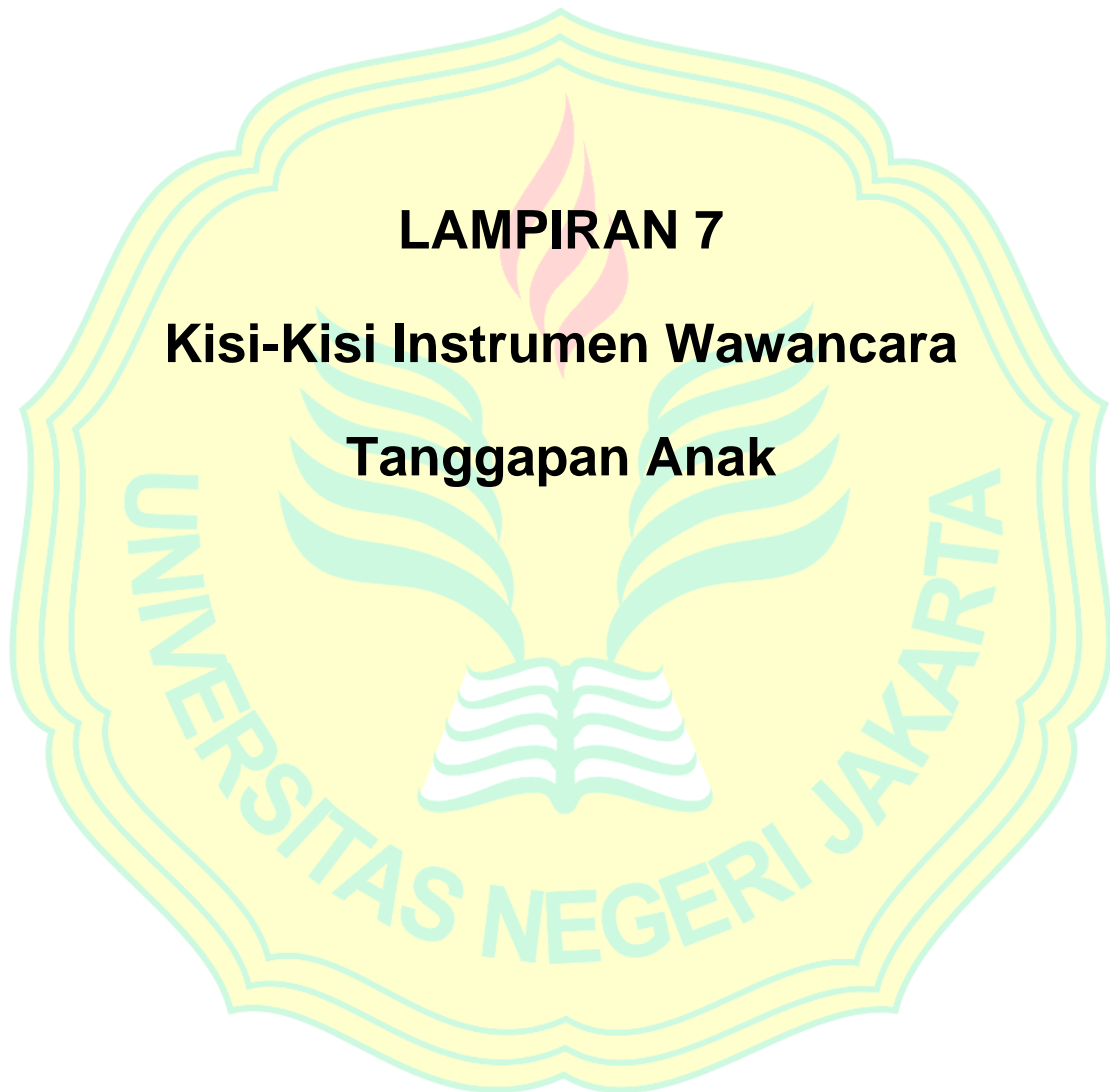 LAMPIRAN 7
Kisi-Kisi Instrumen Wawancara
Tanggapan Anak
UNIVERSITAS NEGERI JAKARTA